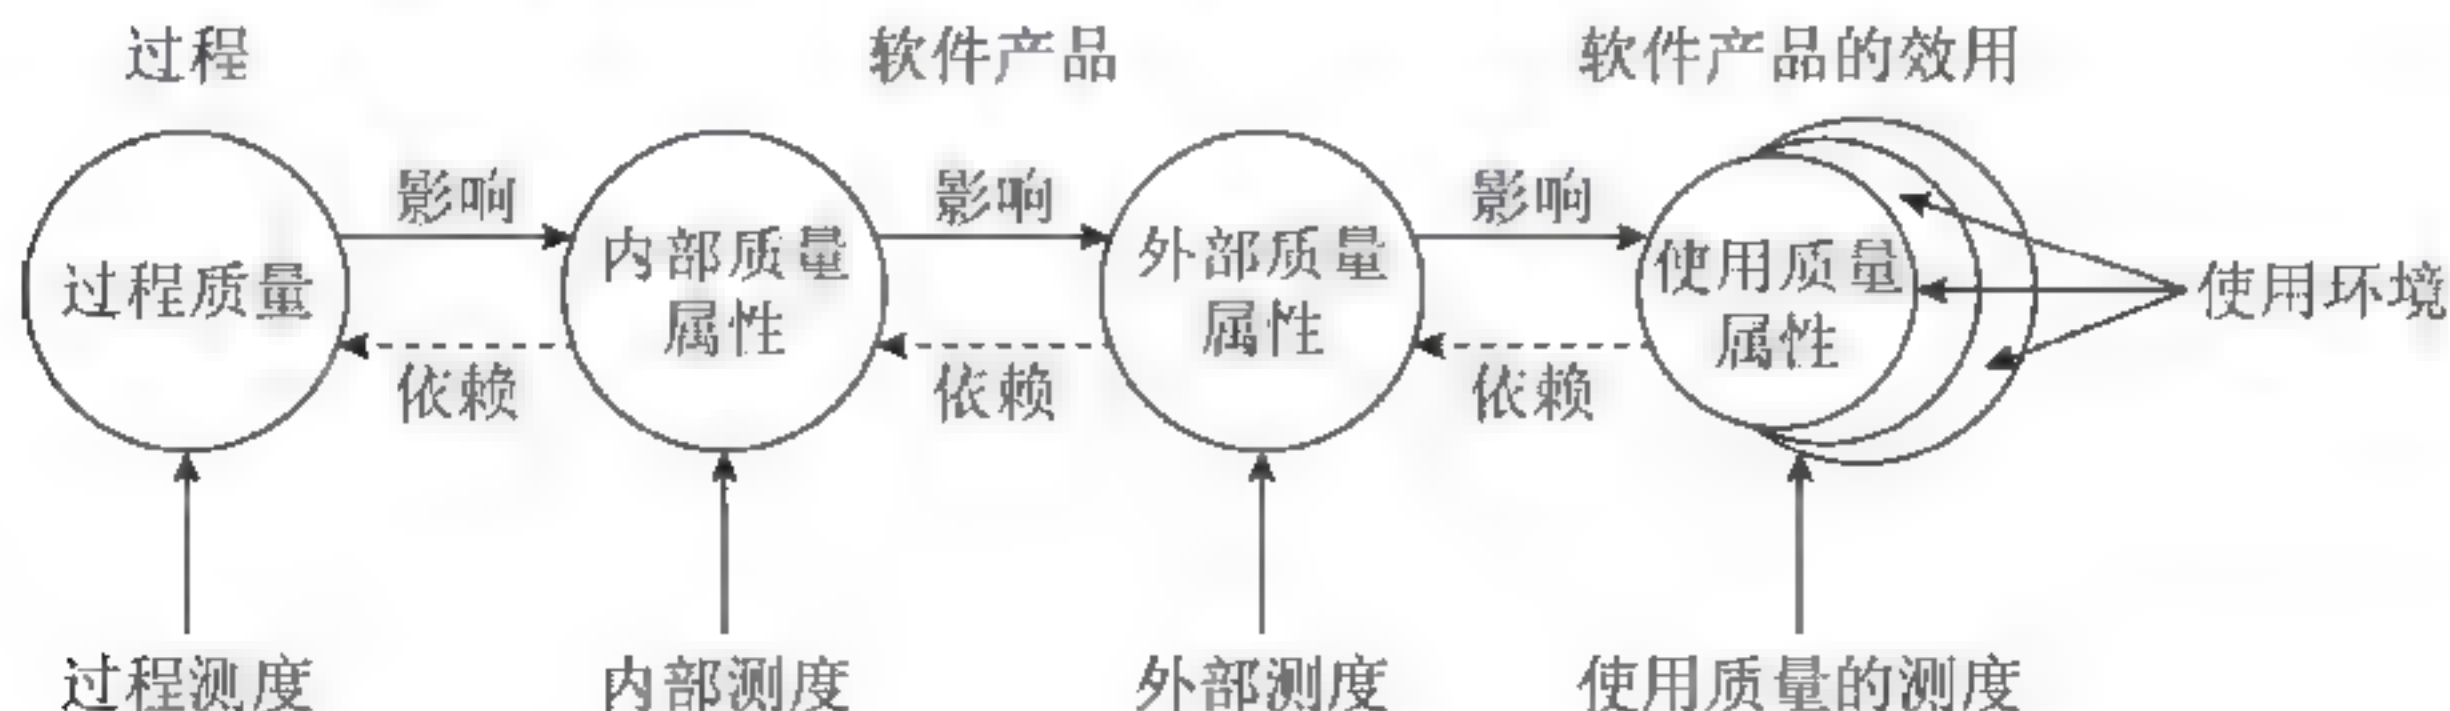 过程
软件产品
软件产品的效用
影响
影响
影响
过程质量
内部质量
属性
外部质量
属性
使用质量
属性
使用环境
依赖
依赖
依赖
过程测度
内部测度
外部测度
使用质量的测度